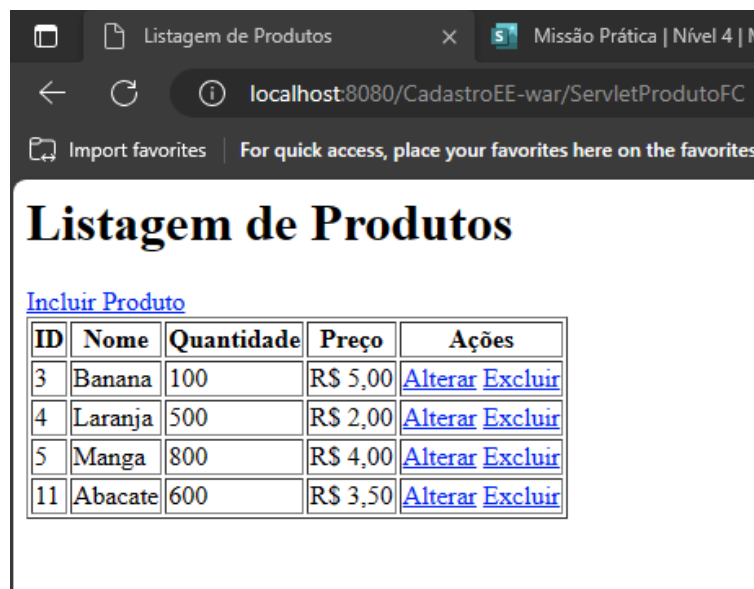 Listagem de Produtos
Missão Prática | Nível 4 |
localhost:8080/CadastroEE-war/ServletProdutoFC
Import favorites
For quick access, place your favorites here on the favorites
Listagem de Produtos
Incluir Produto
ID Nome Quantidade Preço Ações
3 Banana 100 R$ 5,00 Alterar Excluir
4 Laranja 500 R$ 2,00 Alterar Excluir
5 Manga 800 R$ 4,00 Alterar Excluir
11 Abacate 600 R$ 3,50 Alterar Excluir